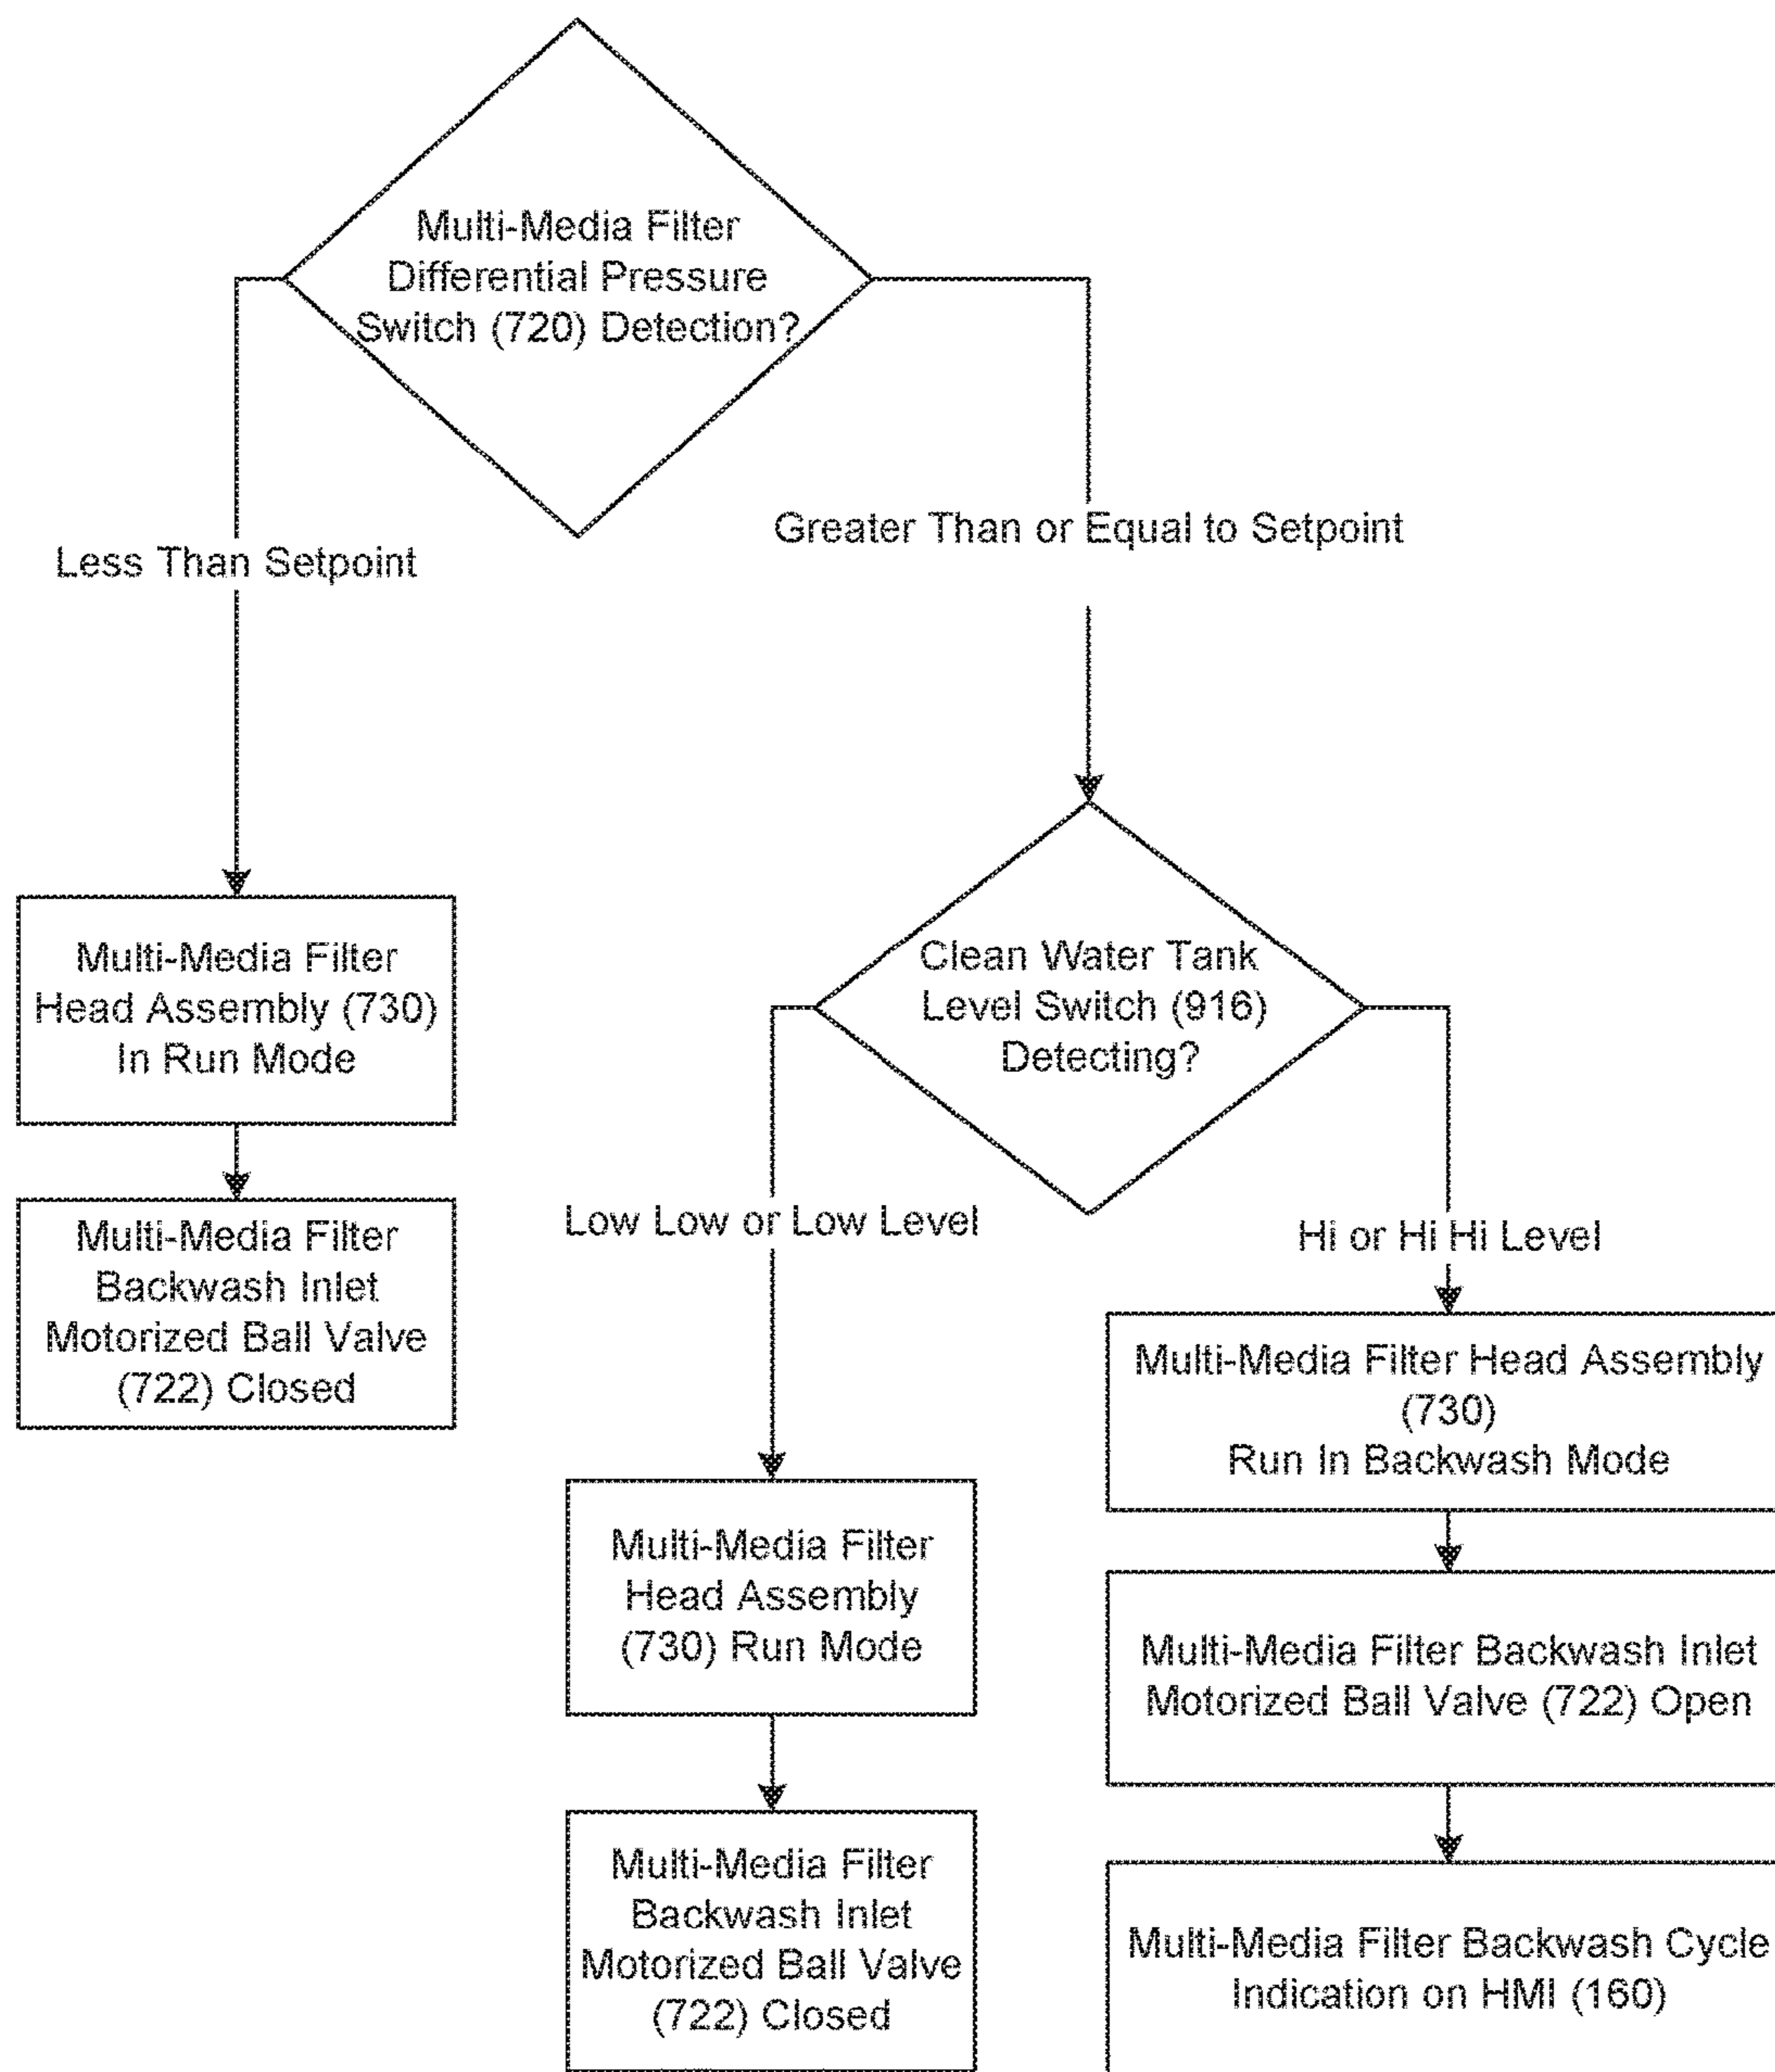 Multi-Media Filter
Differential Pressure
Switch (720) Detection?
Less Than Setpoint
Greater Than or Equal to Setpoint
Multi-Media Filter
Head Assembly (730)
In Run Mode
Multi-Media Filter
Backwash Inlet
Motorized Ball Valve
(722) Closed
Clean Water Tank
Level Switch (916)
Detecting?
Low Low or Low Level
Hi or Hi Hi Level
Multi-Media Filter
Head Assembly
(730) Run Mode
Multi-Media Filter
Backwash Inlet
Motorized Ball Valve
(722) Closed
Multi-Media Filter Head Assembly
(730)
Run In Backwash Mode
Multi-Media Filter Backwash Inlet
Motorized Ball Valve (722) Open
Multi-Media Filter Backwash Cycle
Indication on HMI (160)